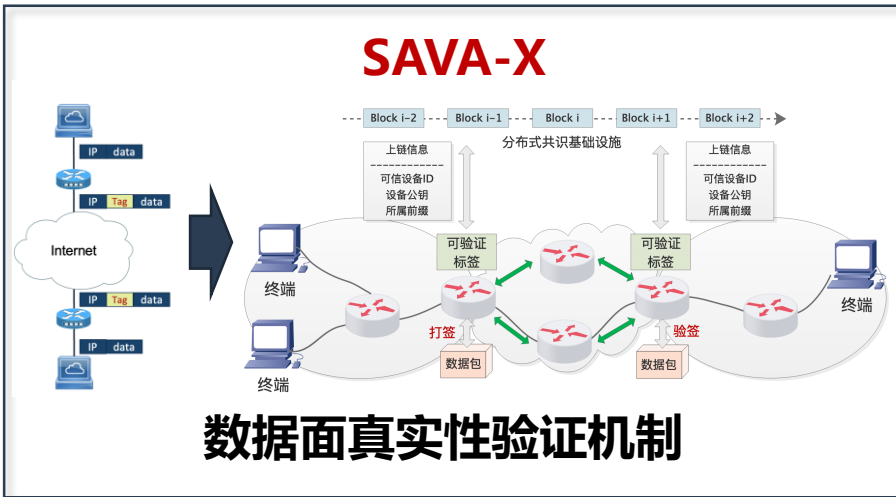 SAVA-X
IP data
IP Tag data
Internet
IP Tag data
IP data
Block i-2 Block i-1 Block i Block i+1 Block i+2
分布式共识基础设施
上链信息
可信设备ID
设备公钥
所属前缀
上链信息
可信设备ID
设备公钥
所属前缀
可验证
标签
可验证
标签
终端
终端
终端
打签
验签
数据包
数据包
数据面真实性验证机制